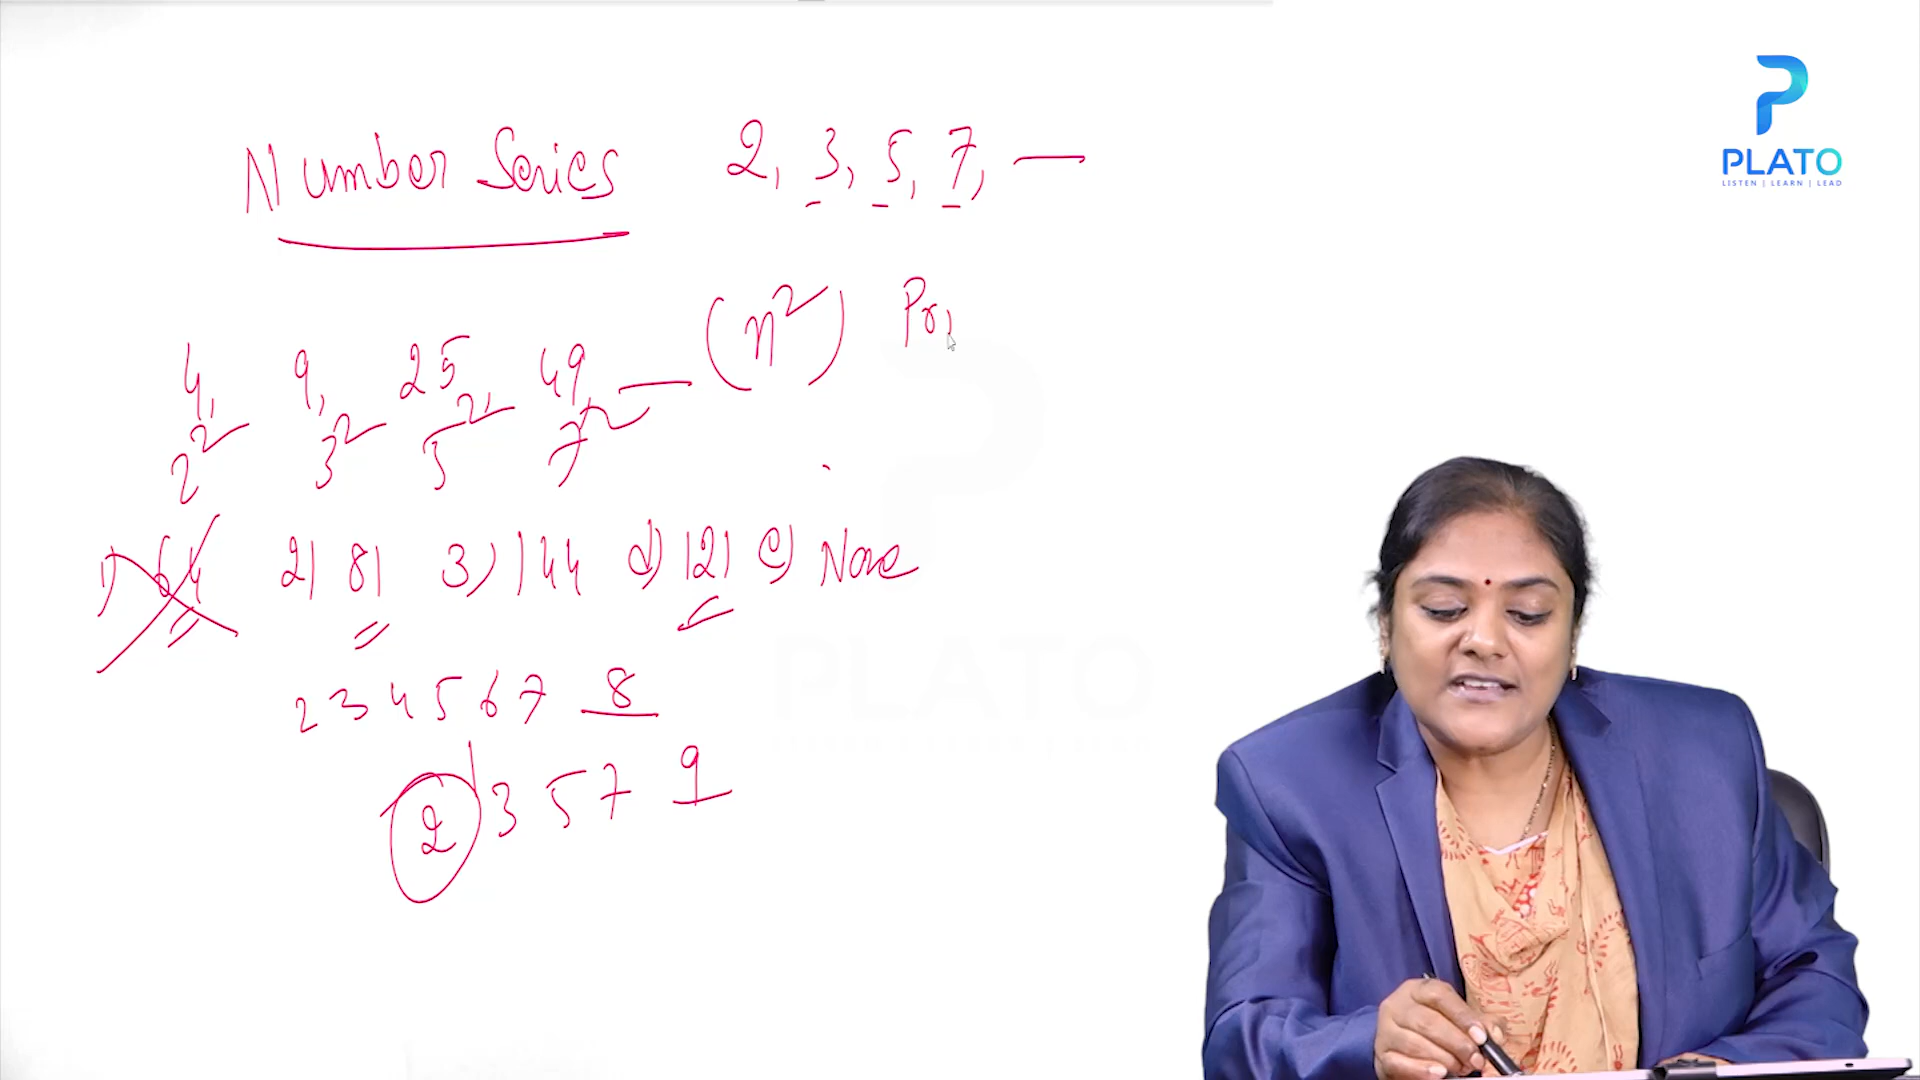 Number Series 2, 3, 5, 7, —
4, 9, 25, 49, — (n²) Pri
2² 3² 5² 7²
1) 64 2) 81 3) 144 d) 121 e) None
2 3 4 5 6 7 8
2 3 5 7 9
PLATO
LISTEN | LEARN | LEAD
PLATO